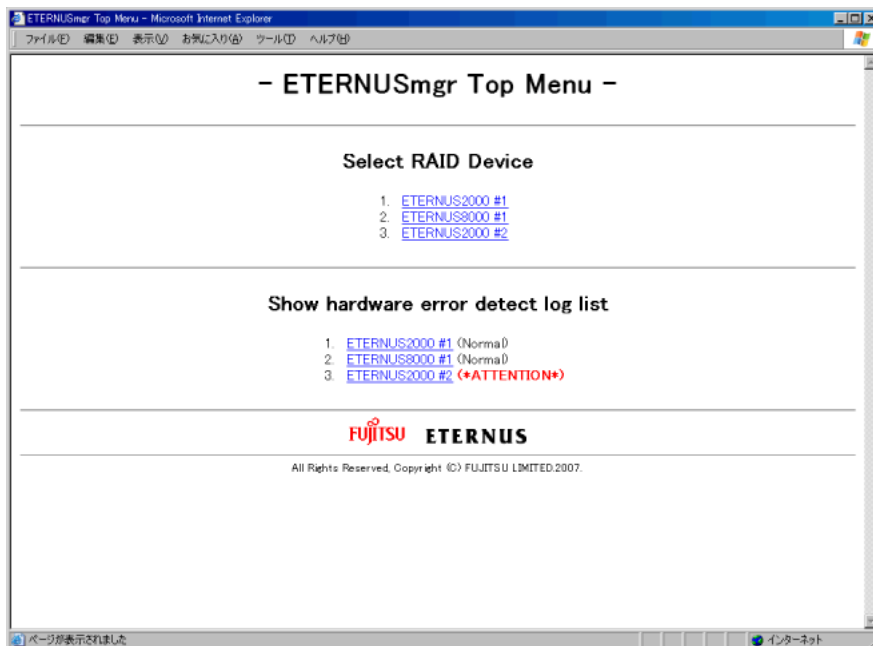 ETERNUSmgr Top Menu - Microsoft Internet Explorer
ファイル(F) 編集(E) 表示(V) お気に入り(A) ツール(T) ヘルプ(H)
- ETERNUSmgr Top Menu -
Select RAID Device
1. ETERNUS2000 #1
2. ETERNUS8000 #1
3. ETERNUS2000 #2
Show hardware error detect log list
1. ETERNUS2000 #1 (Normal)
2. ETERNUS8000 #1 (Normal)
3. ETERNUS2000 #2 (*ATTENTION*)
FUJITSU ETERNUS
All Rights Reserved, Copyright (C) FUJITSU LIMITED.2007.
ページが表示されました インターネット